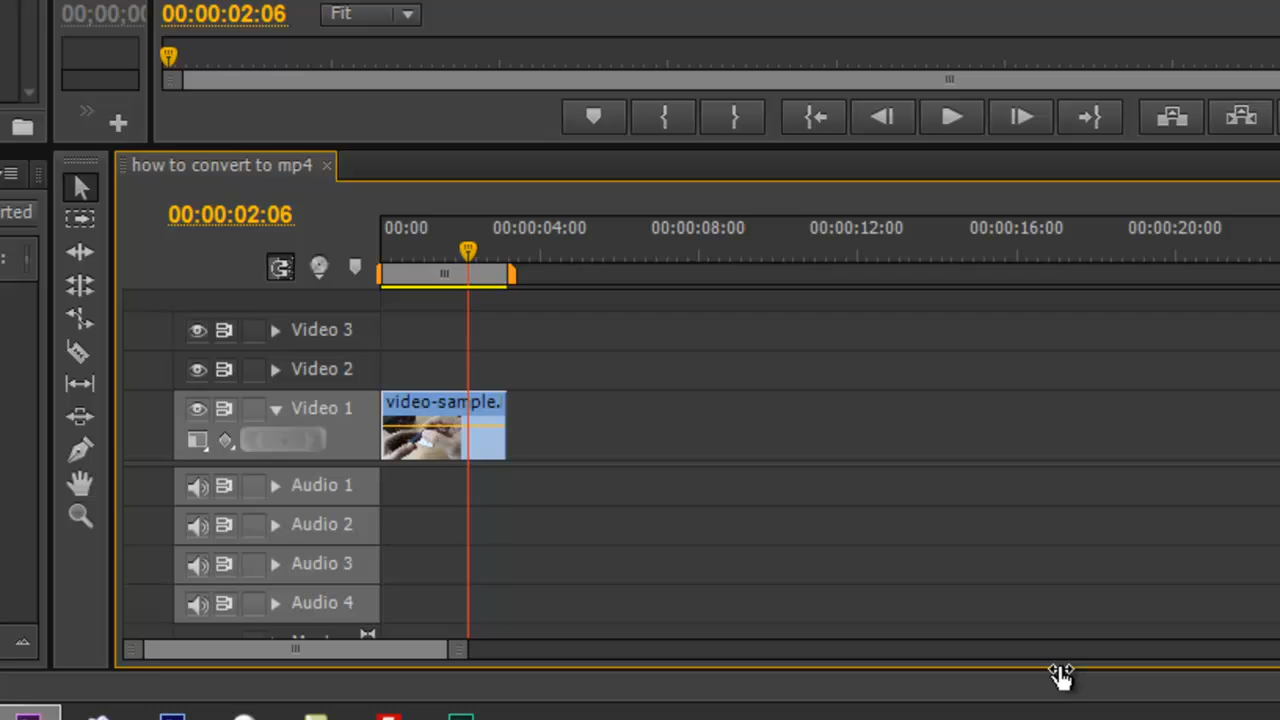 00;00;0
00:00:02:06
Fit
how to convert to mp4
rted
00:00:02:06
00:00
00:00:04:00
00:00:08:00
00:00:12:00
00:00:16:00
00:00:20:00
Video 3
Video 2
Video 1
video-sample.
Audio 1
Audio 2
Audio 3
Audio 4